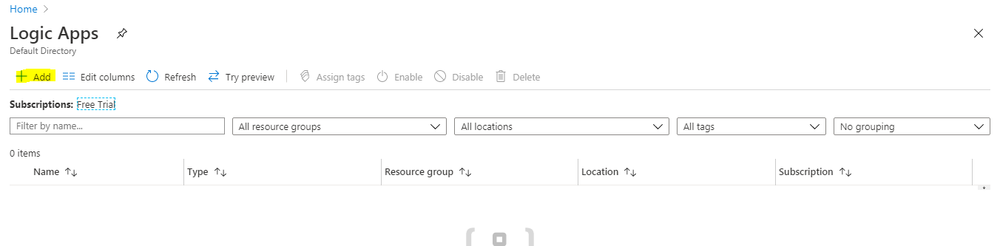 Home
Logic Apps
Default Directory
Add Edit columns Refresh Try preview Assign tags Enable Disable Delete
Subscriptions: Free Trial
Filter by name... All resource groups All locations All tags No grouping
0 items
Name Type Resource group Location Subscription